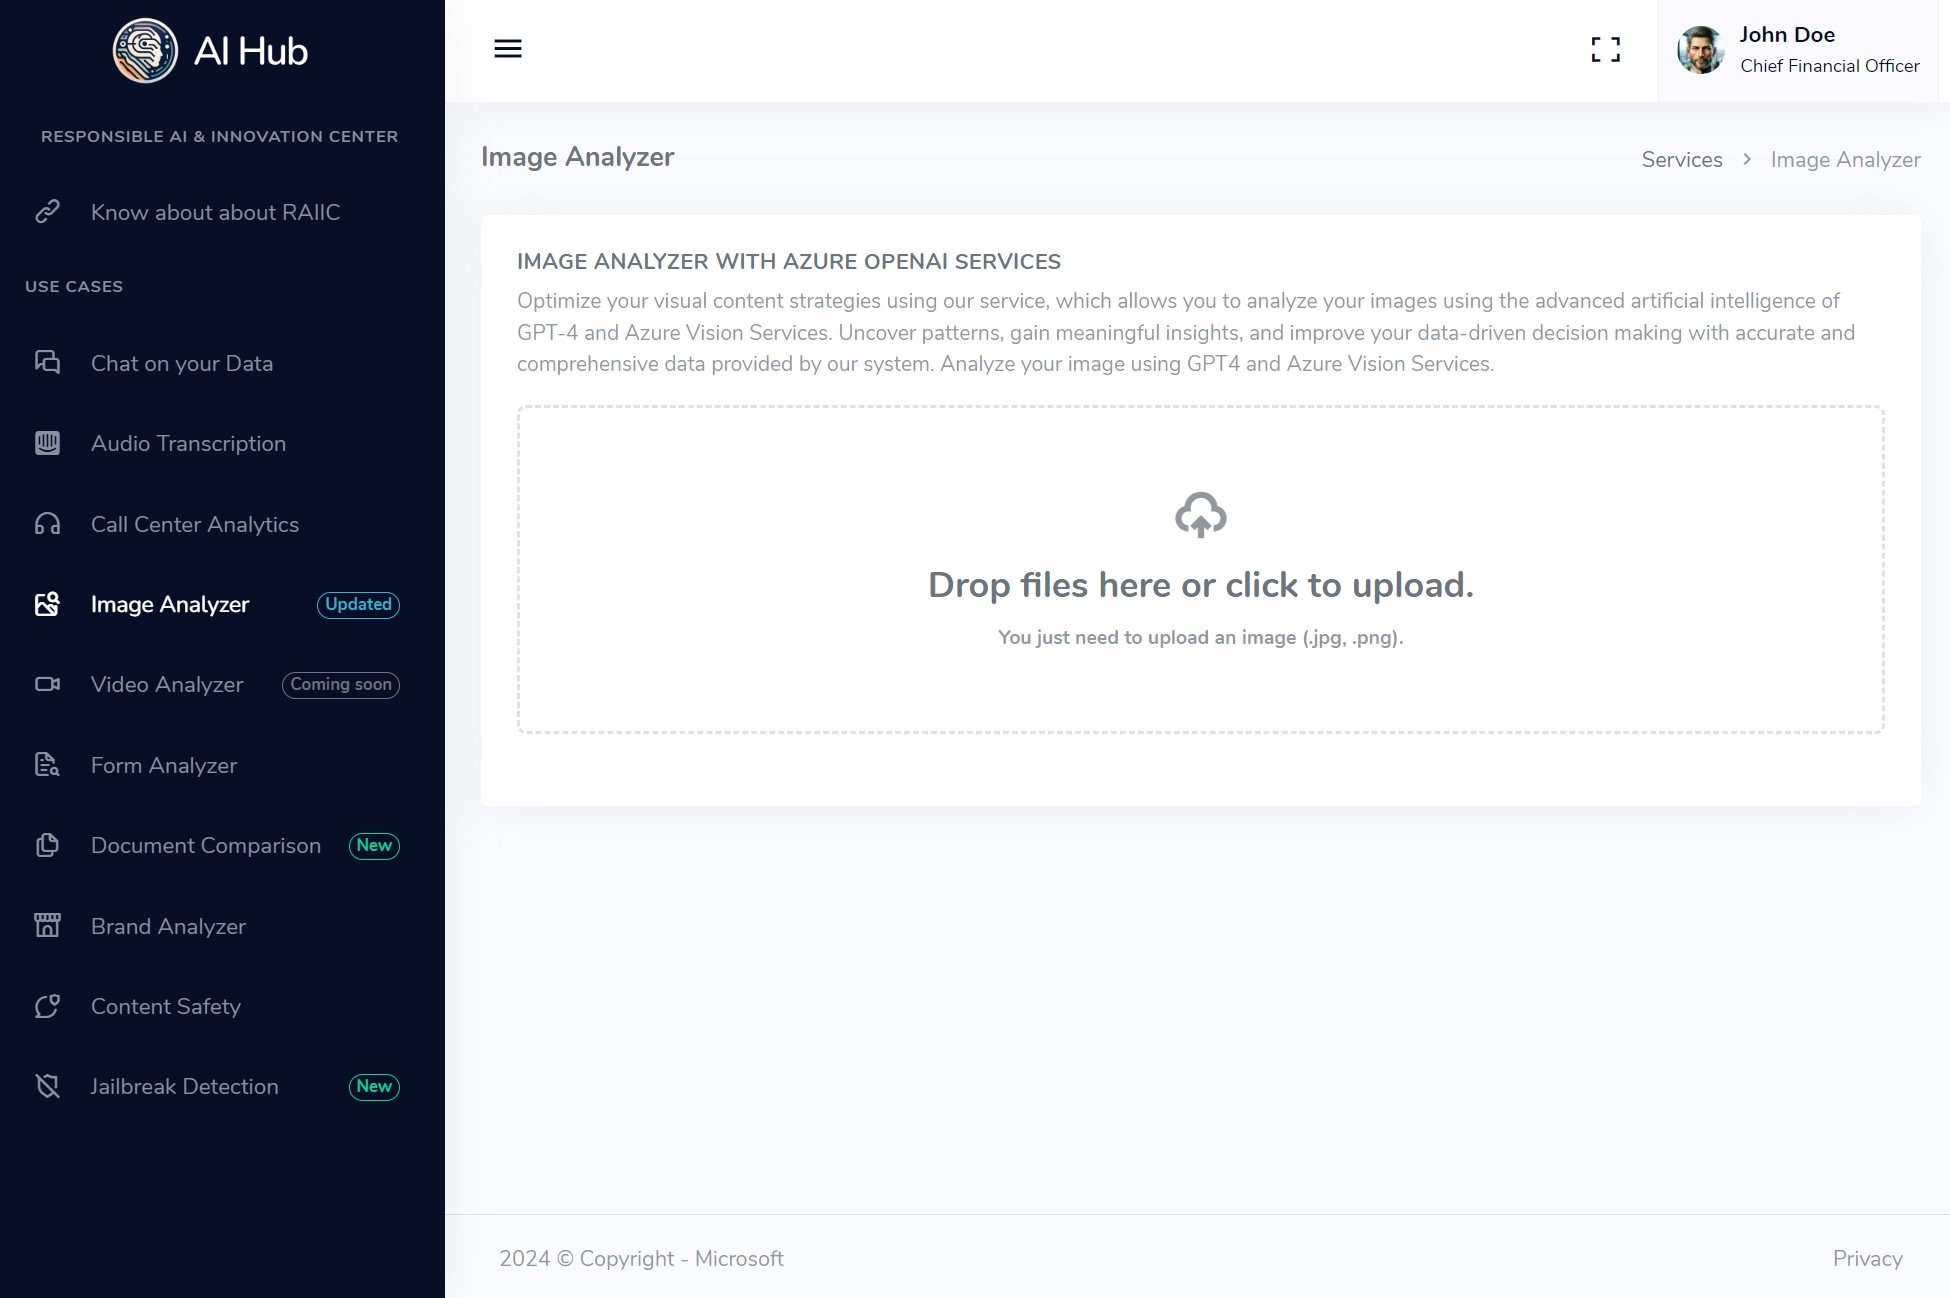 AI Hub
RESPONSIBLE AI & INNOVATION CENTER
Know about about RAIIC
USE CASES
Chat on your Data
Audio Transcription
Call Center Analytics
Image Analyzer Updated
Video Analyzer Coming soon
Form Analyzer
Document Comparison New
Brand Analyzer
Content Safety
Jailbreak Detection New
John Doe
Chief Financial Officer
Image Analyzer
Services > Image Analyzer
IMAGE ANALYZER WITH AZURE OPENAI SERVICES
Optimize your visual content strategies using our service, which allows you to analyze your images using the advanced artificial intelligence of
GPT-4 and Azure Vision Services. Uncover patterns, gain meaningful insights, and improve your data-driven decision making with accurate and
comprehensive data provided by our system. Analyze your image using GPT4 and Azure Vision Services.
Drop files here or click to upload.
You just need to upload an image (.jpg, .png).
2024 © Copyright - Microsoft
Privacy